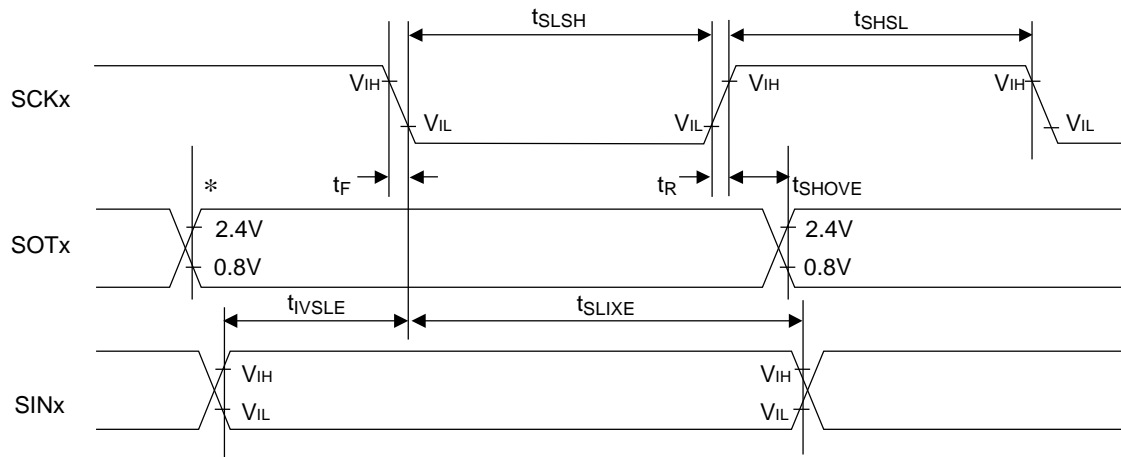 tSLSH tSHSL
SCKx VIH VIL VIL VIH VIH VIL
tF tR tSHOVE
*
SOTx 2.4V 0.8V 2.4V 0.8V
tIVSLE tSLIXE
SINx VIH VIL VIH VIL